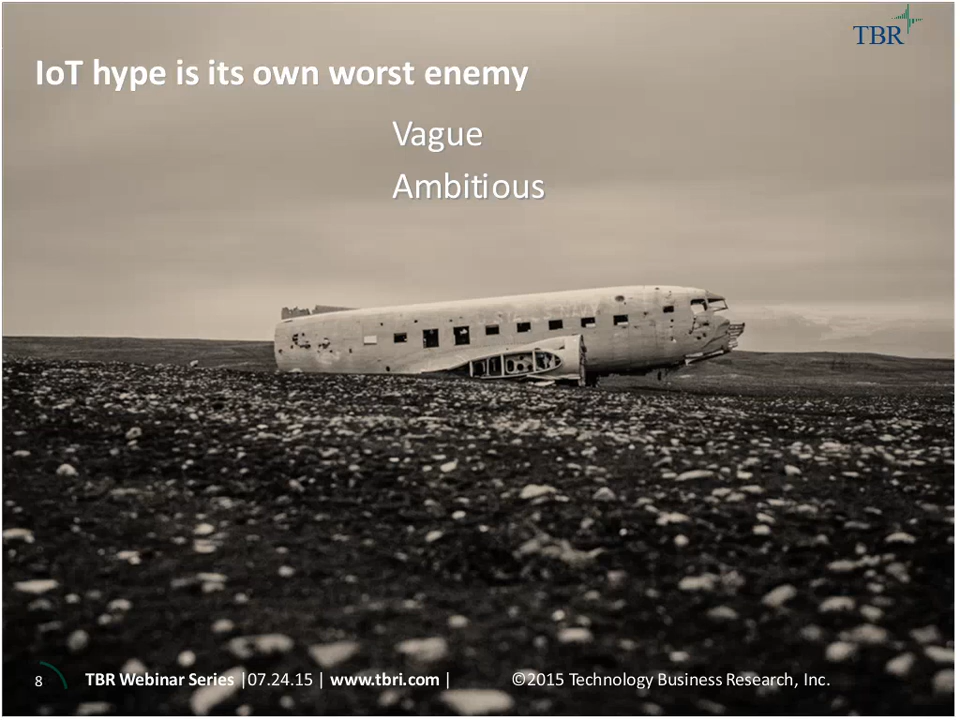 TBR
IoT hype is its own worst enemy
Vague
Ambitious
8 TBR Webinar Series |07.24.15 | www.tbri.com | ©2015 Technology Business Research, Inc.